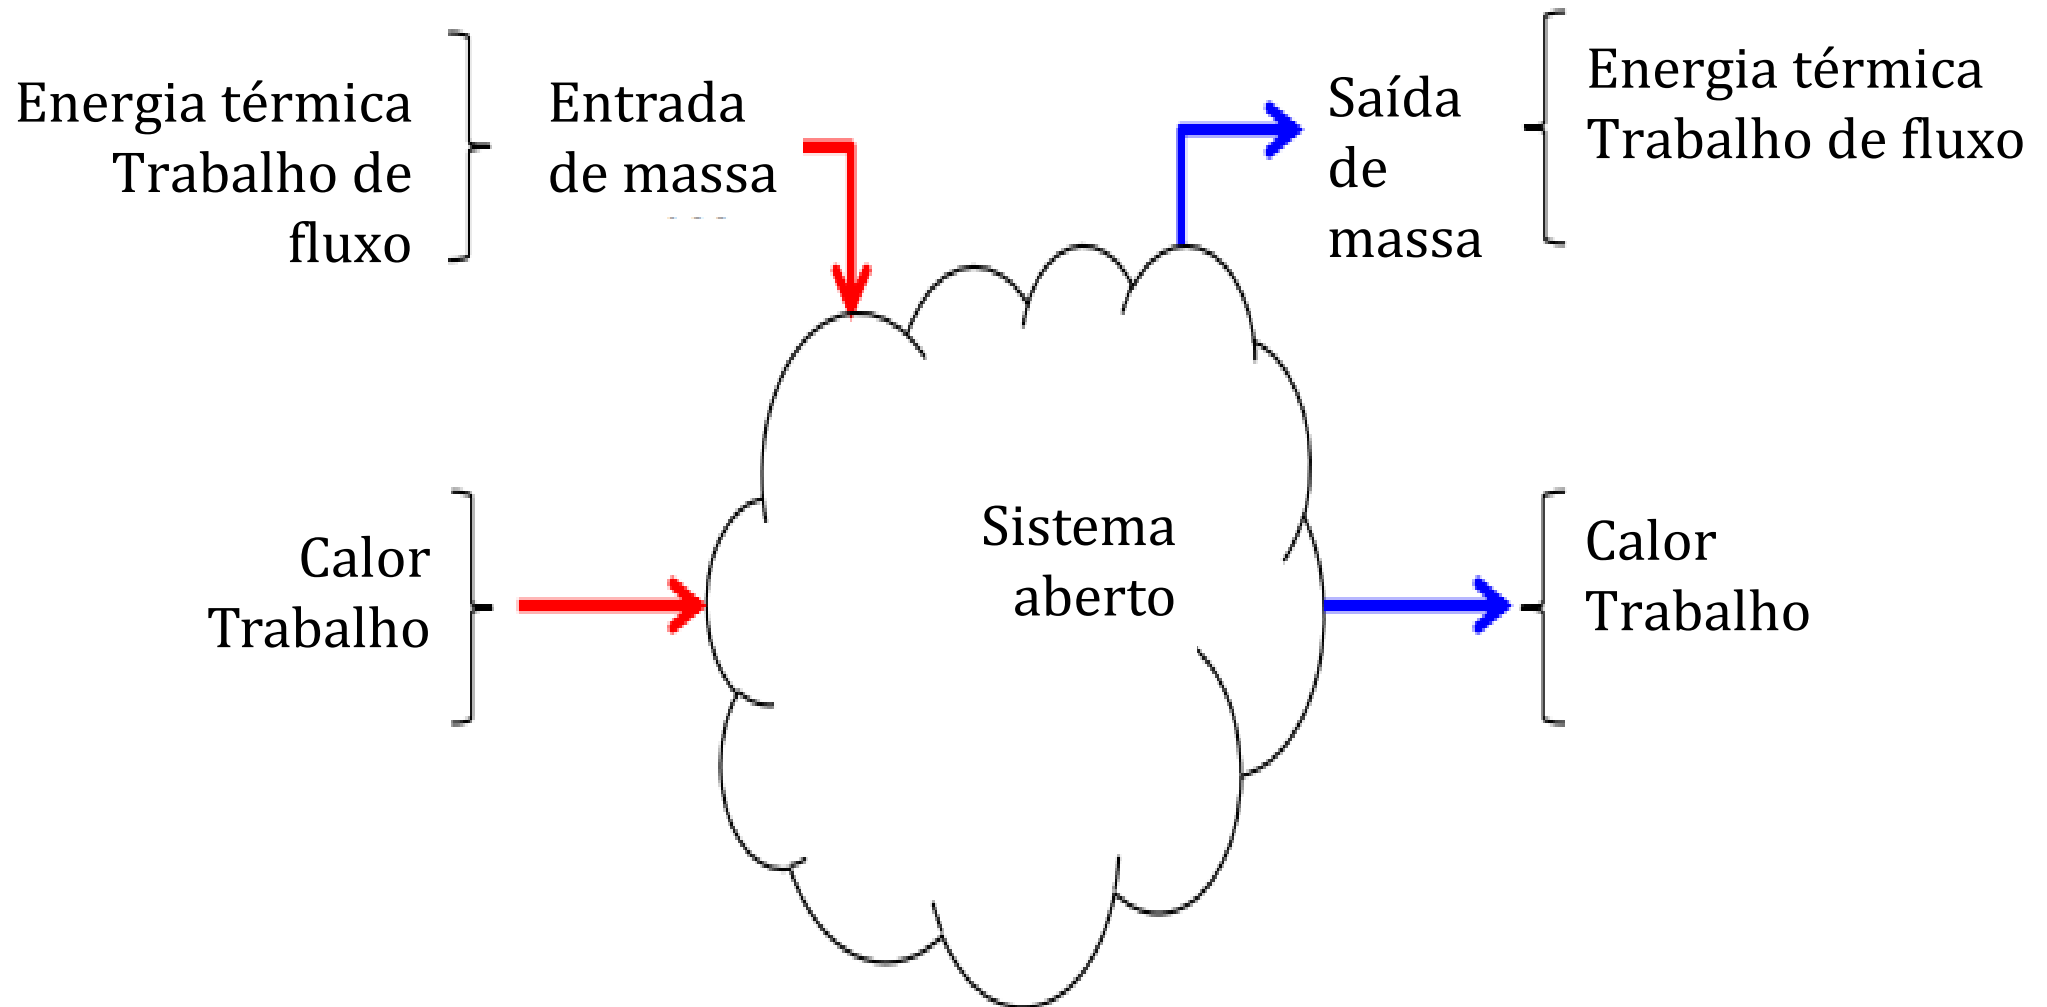 Energia térmica
Trabalho de
fluxo
Entrada
de massa
Saída
de
massa
Energia térmica
Trabalho de fluxo
Calor
Trabalho
Sistema
aberto
Calor
Trabalho